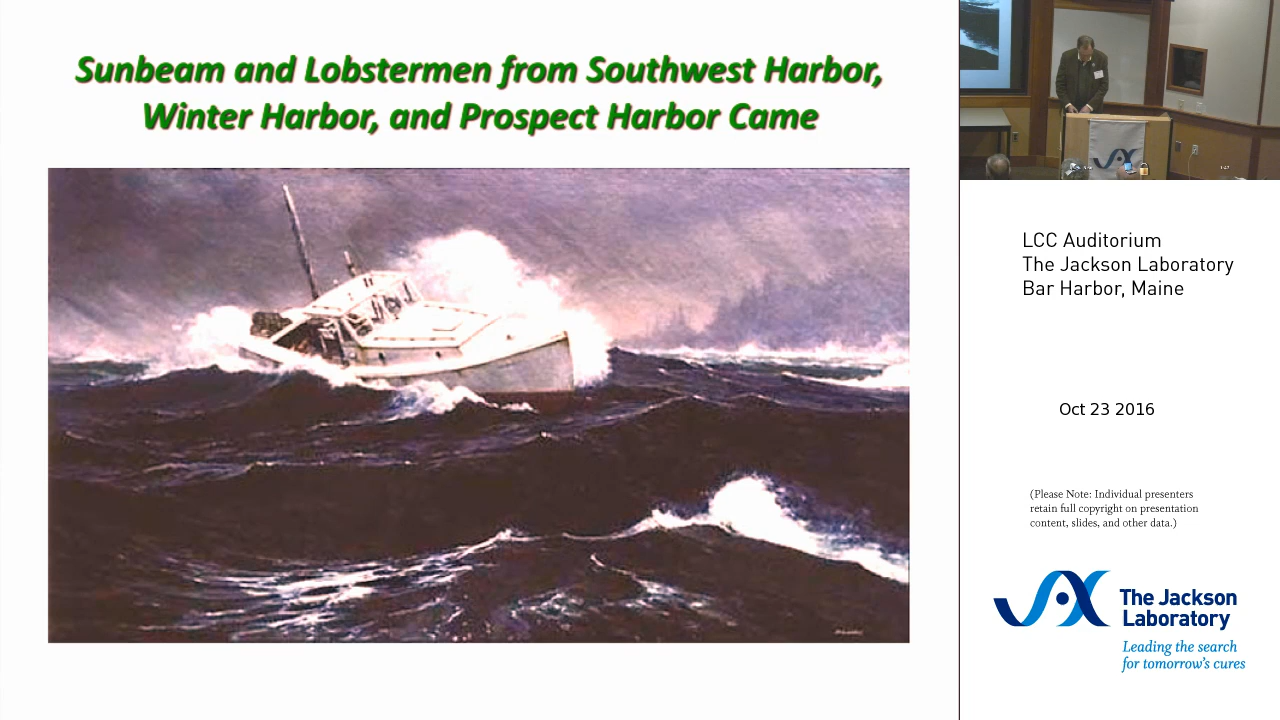 Sunbeam and Lobstermen from Southwest Harbor,
Winter Harbor, and Prospect Harbor Came
LCC Auditorium
The Jackson Laboratory
Bar Harbor, Maine
Oct 23 2016
(Please Note: Individual presenters
retain full copyright on presentation
content, slides, and other data.)
The Jackson
Laboratory
Leading the search
for tomorrow's cures